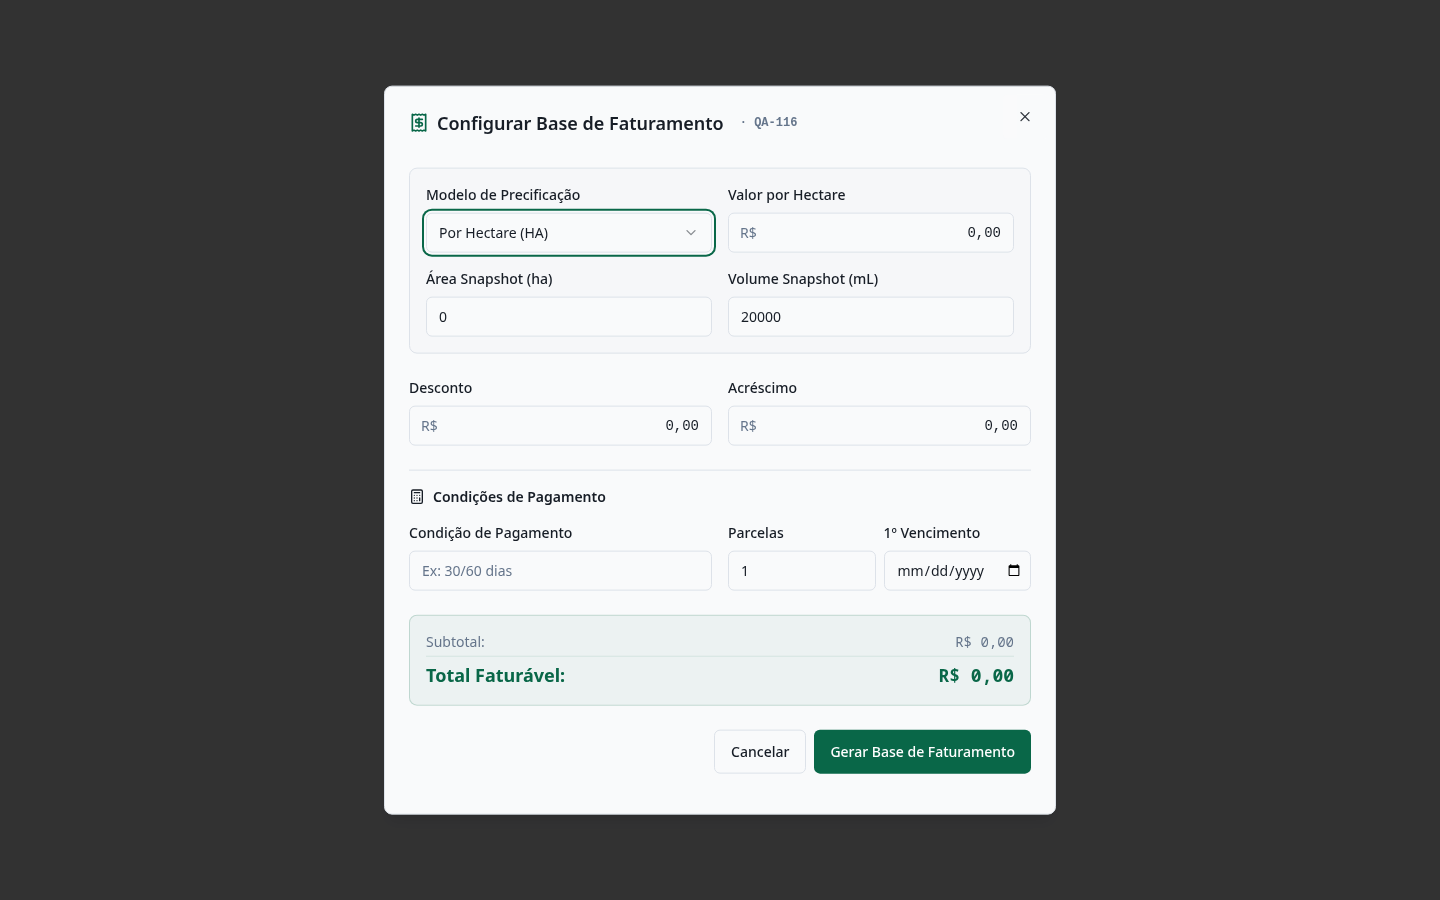 Configurar Base de Faturamento · QA-116
Modelo de Precificação Valor por Hectare
Por Hectare (HA) R$ 0,00
Área Snapshot (ha) Volume Snapshot (mL)
0 20000
Desconto Acréscimo
R$ 0,00 R$ 0,00
Condições de Pagamento
Condição de Pagamento Parcelas 1º Vencimento
Ex: 30/60 dias 1 mm/dd/yyyy
Subtotal: R$ 0,00
Total Faturável: R$ 0,00
Cancelar Gerar Base de Faturamento